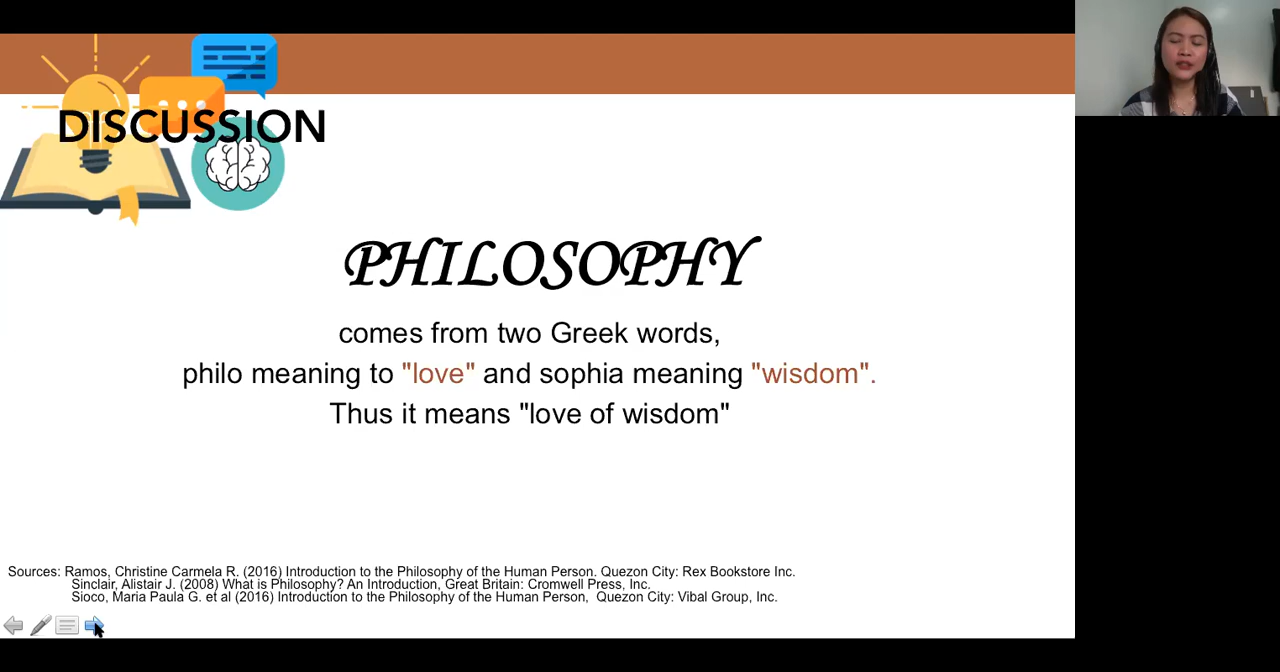 DISCUSSION
PHILOSOPHY
comes from two Greek words,
philo meaning to "love" and sophia meaning "wisdom".
Thus it means "love of wisdom"
Sources: Ramos, Christine Carmela R. (2016) Introduction to the Philosophy of the Human Person. Quezon City: Rex Bookstore Inc.
Sinclair, Alistair J. (2008) What is Philosophy? An Introduction, Great Britain: Cromwell Press, Inc.
Sioco, Maria Paula G. et al (2016) Introduction to the Philosophy of the Human Person, Quezon City: Vibal Group, Inc.